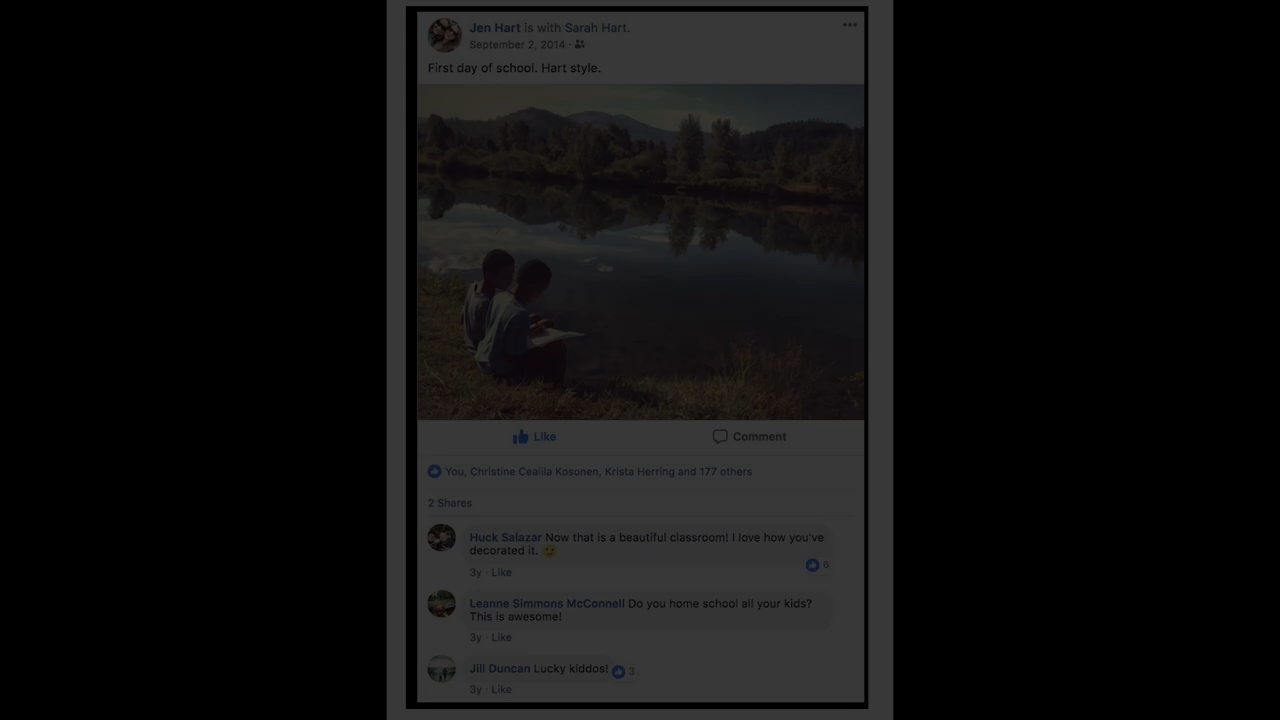 Jen Hart is with Sarah Hart.
September 2, 2014 ·
First day of school. Hart style.
Like
Comment
You, Christine Cealila Kosonen, Krista Herring and 177 others
2 Shares
Huck Salazar Now that is a beautiful classroom! I love how you've
decorated it.
6
3y · Like
Leanne Simmons McConnell Do you home school all your kids?
This is awesome!
3y · Like
Jill Duncan Lucky kiddos! 3
3y · Like